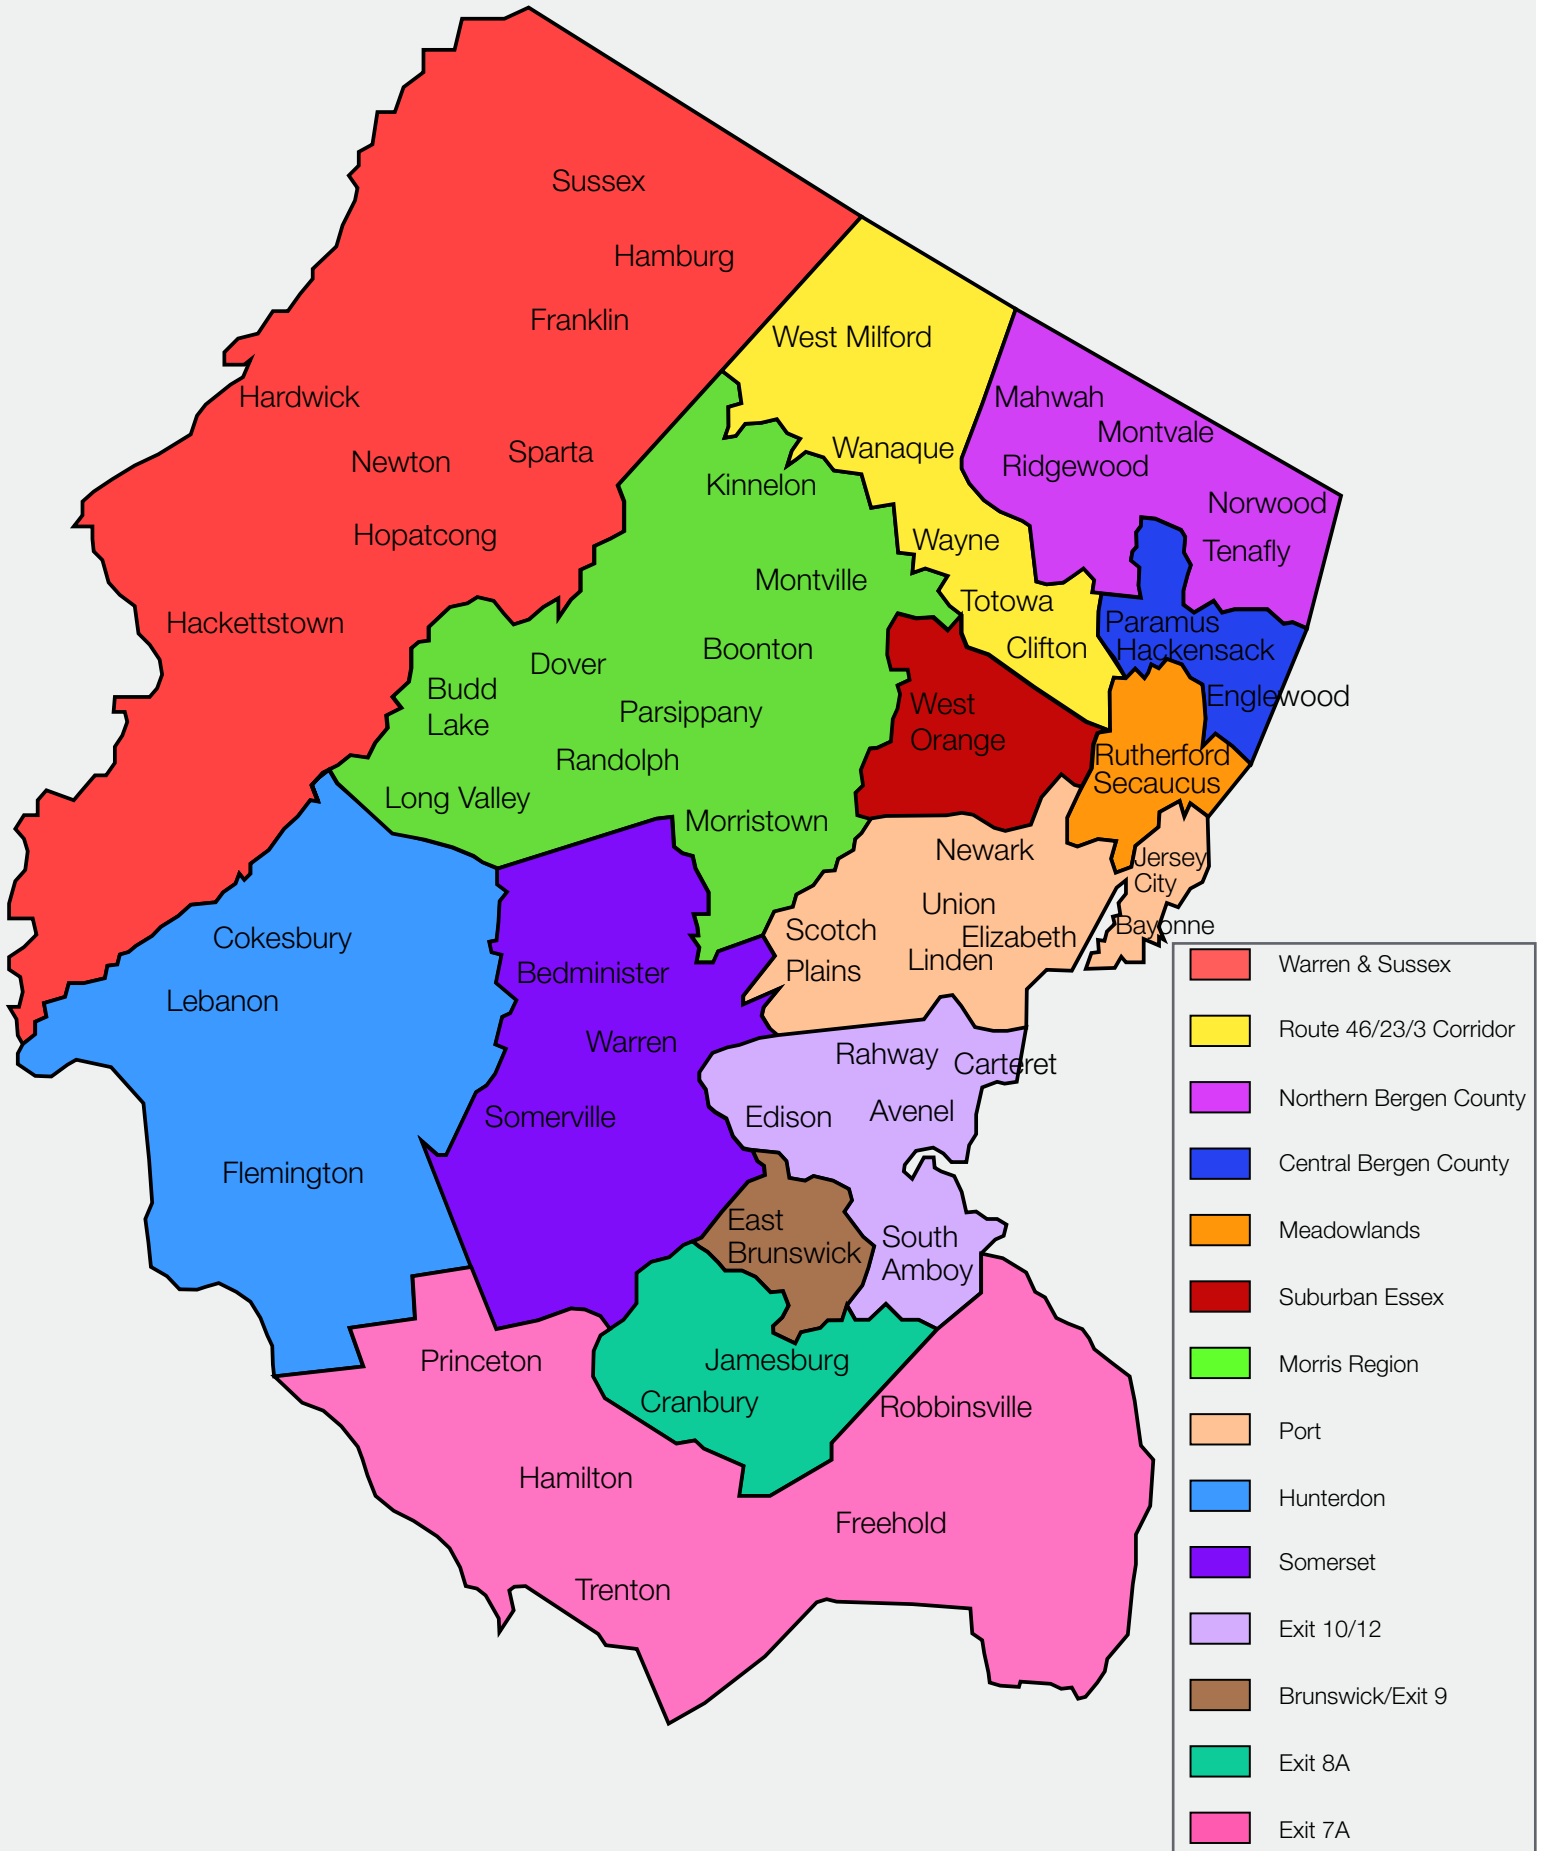 Sussex
Hamburg
Franklin
West Milford
Hardwick
Mahwah
Montvale
Newton
Sparta
Wanaque
Ridgewood
Kinnelon
Norwood
Hopatcong
Wayne
Tenafly
Montville
Totowa
Hackettstown
Paramus
Boonton
Clifton
Hackensack
Dover
Budd
Lake
Englewood
West
Orange
Parsippany
Randolph
Rutherford
Secaucus
Long Valley
Morristown
Newark
Jersey
City
Union
Scotch
Plains
Elizabeth
Bayonne
Linden
Cokesbury
Bedminister
Lebanon
Warren
Rahway
Carteret
Somerville
Edison
Avenel
Flemington
East
Brunswick
South
Amboy
Princeton
Jamesburg
Cranbury
Robbinsville
Hamilton
Freehold
Trenton
Warren & Sussex
Route 46/23/3 Corridor
Northern Bergen County
Central Bergen County
Meadowlands
Suburban Essex
Morris Region
Port
Hunterdon
Somerset
Exit 10/12
Brunswick/Exit 9
Exit 8A
Exit 7A